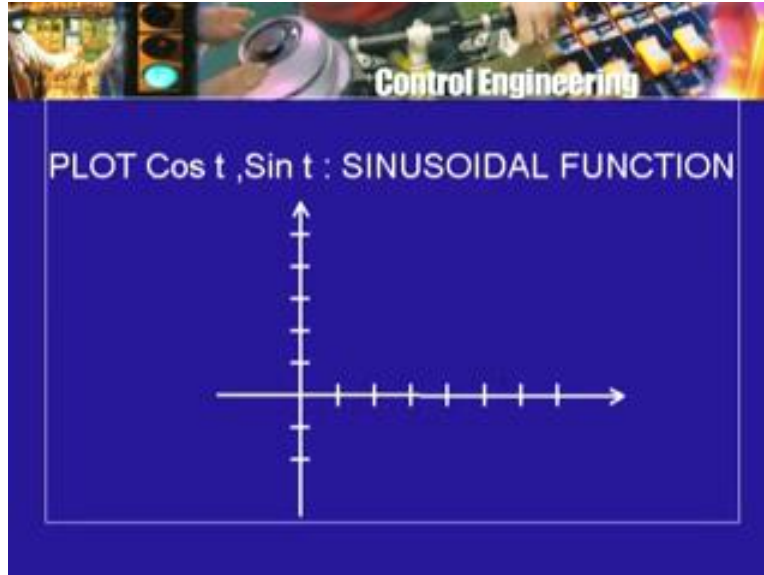 Control Engineering
PLOT Cos t ,Sin t : SINUSOIDAL FUNCTION